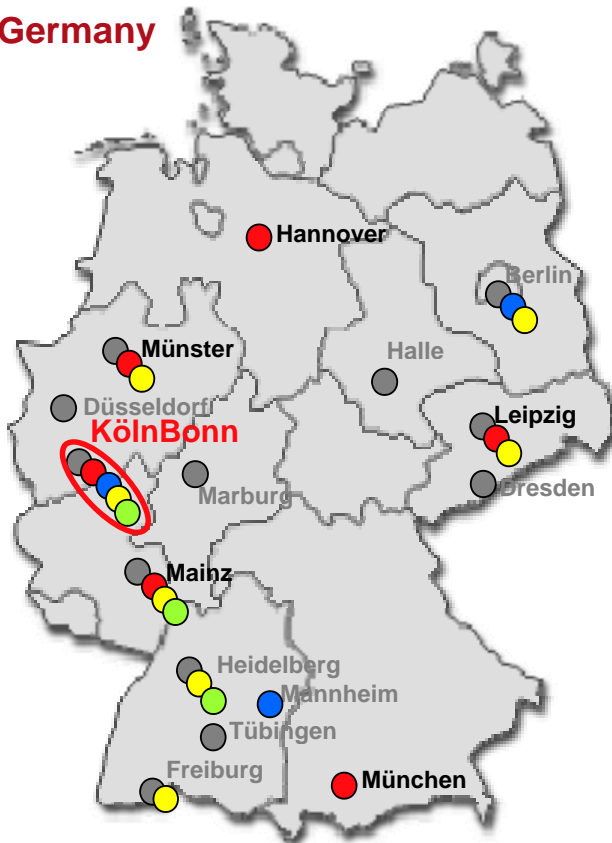 Germany
Hannover
Berlin
Münster
Halle
Düsseldorf
Leipzig
KölnBonn
Marburg
Dresden
Mainz
Heidelberg
Mannheim
Tübingen
Freiburg
München